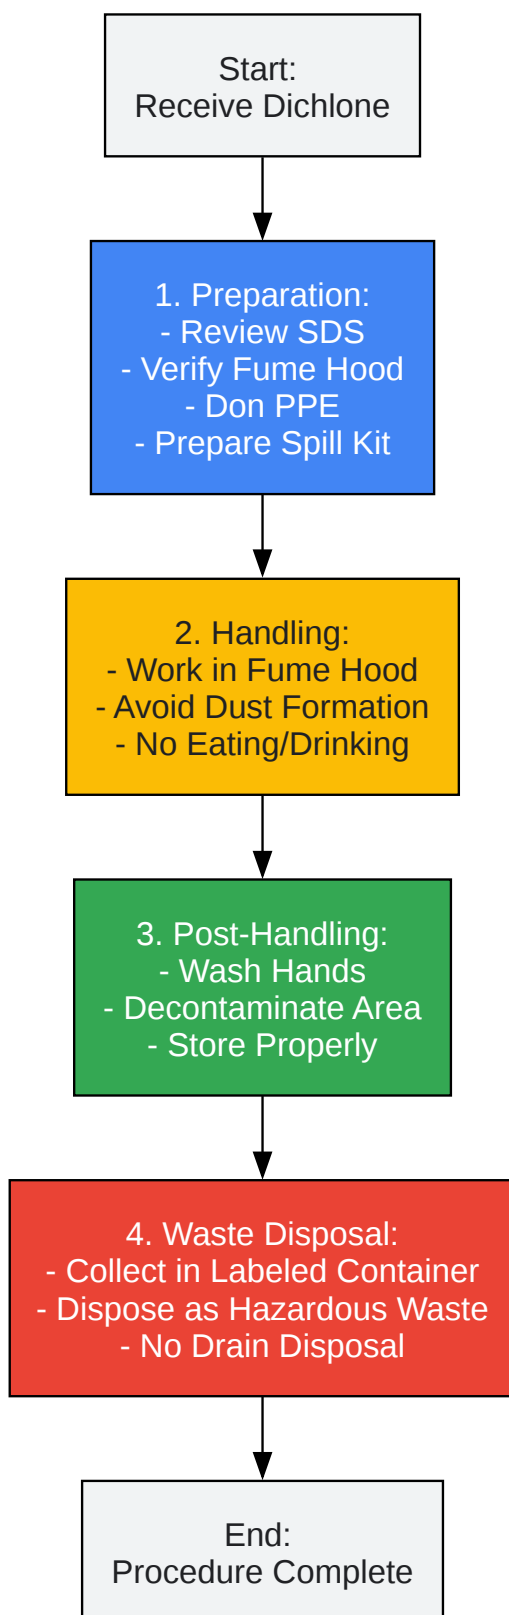 Start:
Receive Dichlone
1. Preparation:
- Review SDS
- Verify Fume Hood
- Don PPE
- Prepare Spill Kit
2. Handling:
- Work in Fume Hood
- Avoid Dust Formation
- No Eating/Drinking
3. Post-Handling:
- Wash Hands
- Decontaminate Area
- Store Properly
4. Waste Disposal:
- Collect in Labeled Container
- Dispose as Hazardous Waste
- No Drain Disposal
End:
Procedure Complete